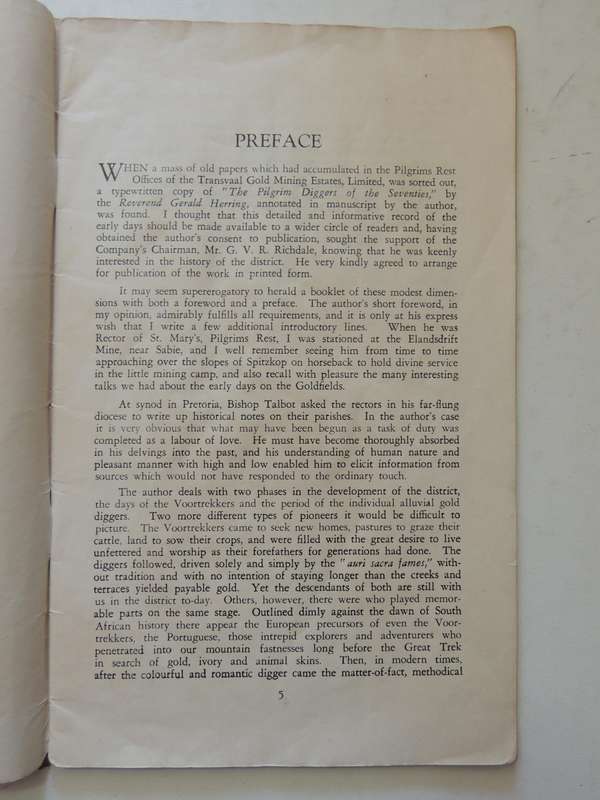 PREFACE
WHEN a mass of old papers which had accumulated in the Pilgrims Rest
Offices of the Transvaal Gold Mining Estates, Limited, was sorted out,
a typewritten copy of "The Pilgrim Diggers of the Seventies," by
the Reverend Gerald Herring, annotated in manuscript by the author,
was found. I thought that this detailed and informative record of the
early days should be made available to a wider circle of readers and, having
obtained the author's consent to publication, sought the support of the
Company's Chairman, Mr. G. V. R. Richdale, knowing that he was keenly
interested in the history of the district. He very kindly agreed to arrange
for publication of the work in printed form.
It may seem supererogatory to herald a booklet of these modest dimen-
sions with both a foreword and a preface. The author's short foreword, in
my opinion, admirably fulfills all requirements, and it is only at his express
wish that I write a few additional introductory lines. When he was
Rector of St. Mary's, Pilgrims Rest, I was stationed at the Elandsdrift
Mine, near Sabie, and I well remember seeing him from time to time
approaching over the slopes of Spitzkop on horseback to hold divine service
in the little mining camp, and also recall with pleasure the many interesting
talks we had about the early days on the Goldfields.
At synod in Pretoria, Bishop Talbot asked the rectors in his far-flung
diocese to write up historical notes on their parishes. In the author's case
it is very obvious that what may have been begun as a task of duty was
completed as a labour of love. He must have become thoroughly absorbed
in his delvings into the past, and his understanding of human nature and
pleasant manner with high and low enabled him to elicit information from
sources which would not have responded to the ordinary touch.
The author deals with two phases in the development of the district,
the days of the Voortrekkers and the period of the individual alluvial gold
diggers. Two more different types of pioneers it would be difficult to
picture. The Voortrekkers came to seek new homes, pastures to graze their
cattle, land to sow their crops, and were filled with the great desire to live
unfettered and worship as their forefathers for generations had done. The
diggers followed, driven solely and simply by the "auri sacra fames," with-
out tradition and with no intention of staying longer than the creeks and
terraces yielded payable gold. Yet the descendants of both are still with
us in the district to-day. Others, however, there were who played memor-
able parts on the same stage. Outlined dimly against the dawn of South
African history there appear the European precursors of even the Voor-
trekkers, the Portuguese, those intrepid explorers and adventurers who
penetrated into our mountain fastnesses long before the Great Trek
in search of gold, ivory and animal skins. Then, in modern times,
after the colourful and romantic digger came the matter-of-fact, methodical
5